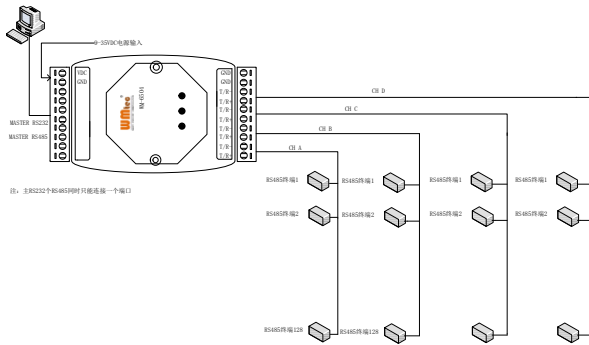 0-35VDC电源输入
VDC
GND
MASTER RS232
MASTER RS485
WMtec
WM-6504
GND
GND
T/R+
T/R-
T/R+
T/R-
T/R+
T/R-
T/R+
T/R-
CH D
CH C
CH B
CH A
注：主RS232个RS485同时只能连接一个端口
RS485终端1 RS485终端1 RS485终端1 RS485终端1
RS485终端2 RS485终端2 RS485终端2 RS485终端2
RS485终端128 RS485终端128